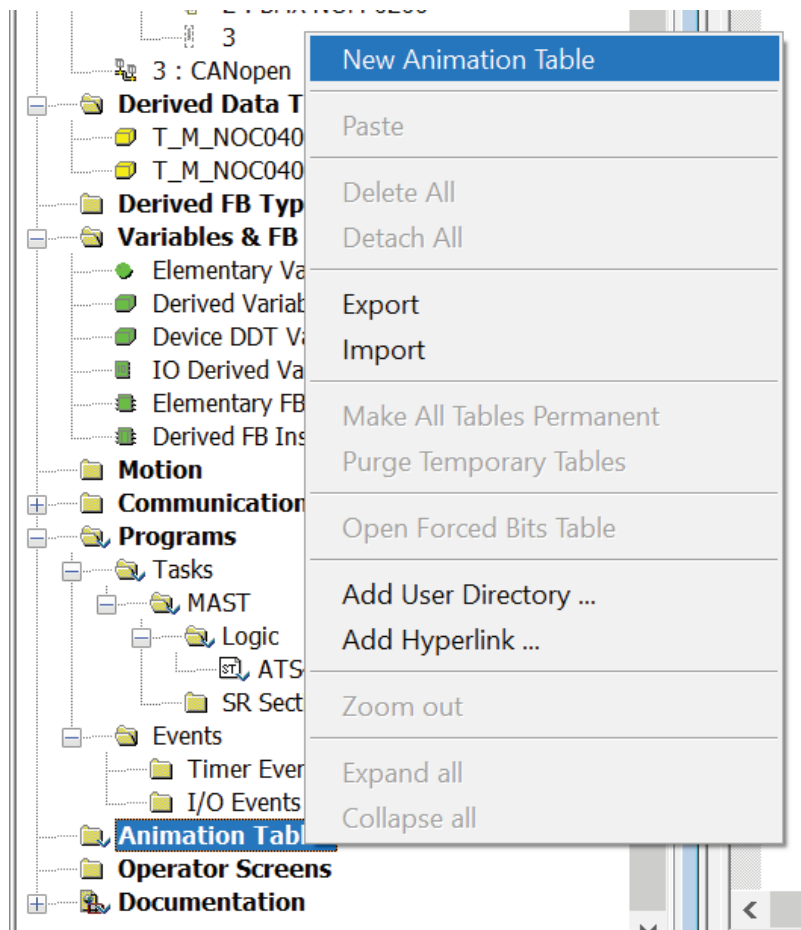 3
3 : CANopen
Derived Data T
T_M_NOC040
T_M_NOC040
Derived FB Typ
Variables & FB
Elementary Va
Derived Variab
Device DDT Va
IO Derived Va
Elementary FB
Derived FB Ins
Motion
Communication
Programs
Tasks
MAST
Logic
ST
ATS
SR Sect
Events
Timer Ever
I/O Events
Animation Tabl
Operator Screens
Documentation
New Animation Table
Paste
Delete All
Detach All
Export
Import
Make All Tables Permanent
Purge Temporary Tables
Open Forced Bits Table
Add User Directory ...
Add Hyperlink ...
Zoom out
Expand all
Collapse all